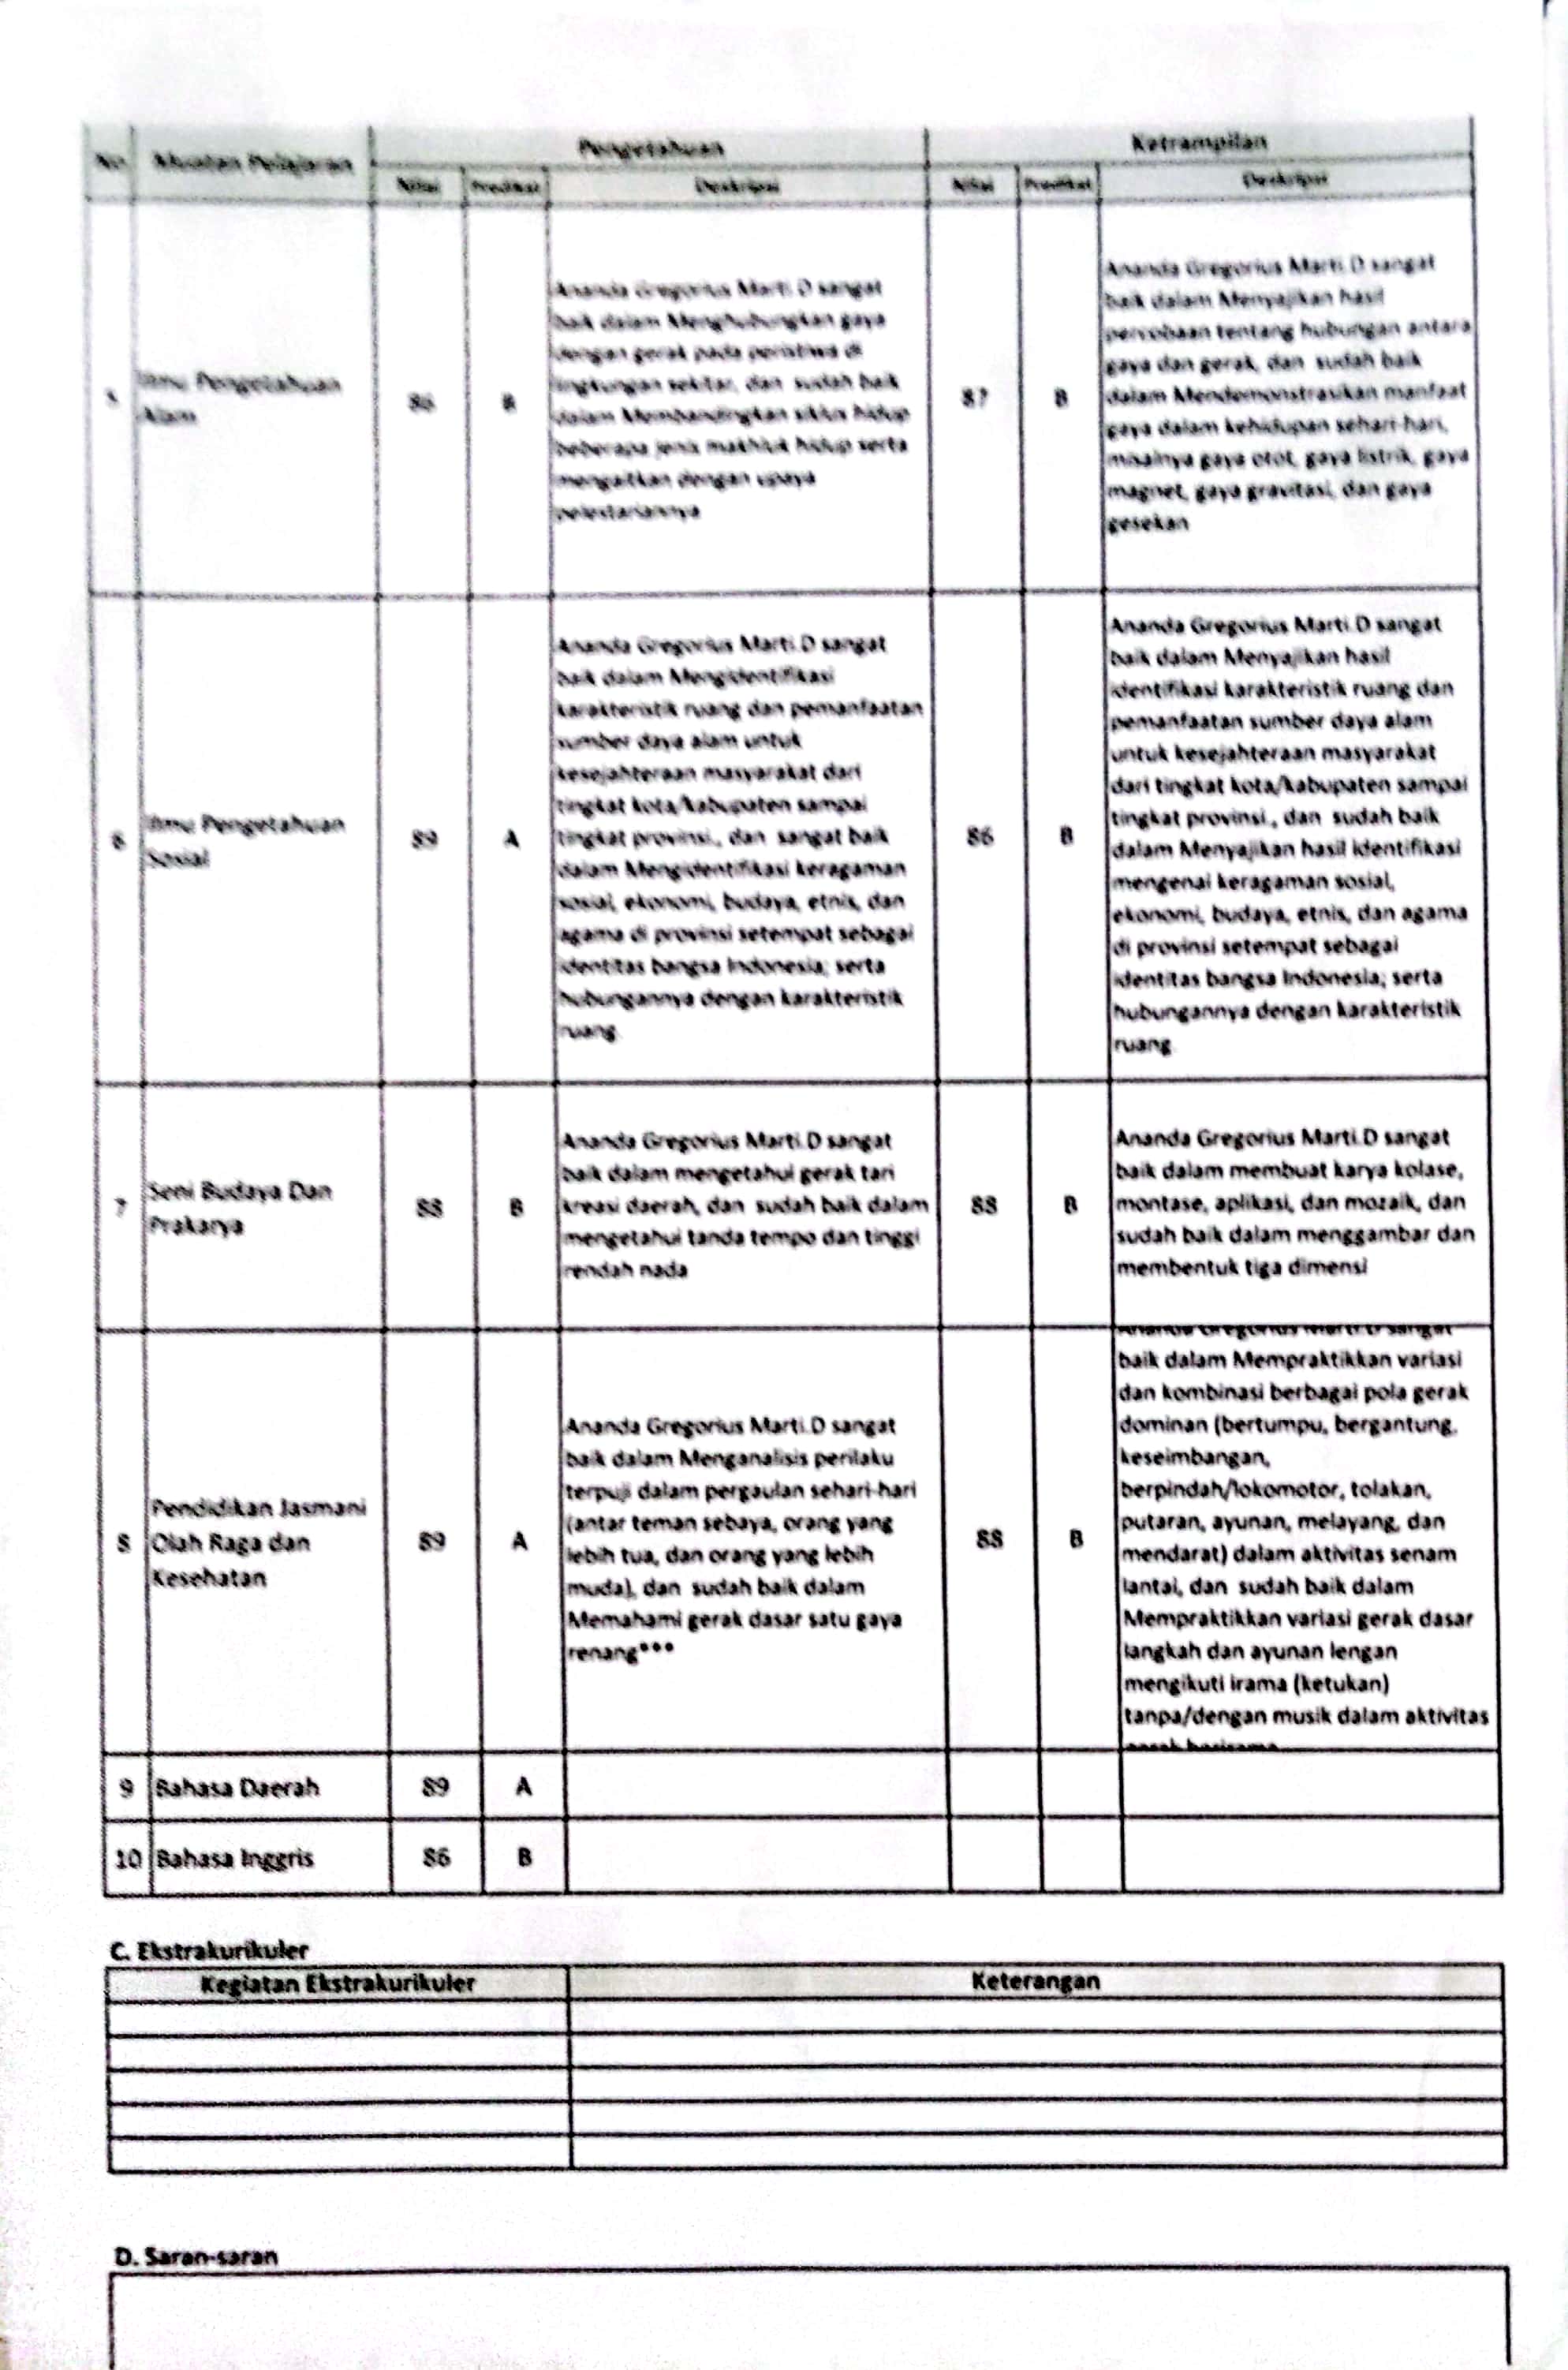 No Muatan Pelajaran Pengetahuan Ketrampilan
Nilai Predikat Deskripsi Nilai Predikat Deskripsi
5
Ilmu Pengetahuan
Alam
86
B
Ananda Gregorius Marti.D sangat
baik dalam Menghubungkan gaya
dengan gerak pada peristiwa di
lingkungan sekitar, dan sudah baik
dalam Membandingkan siklus hidup
beberapa jenis makhluk hidup serta
mengaitkan dengan upaya
pelestariannya
87
B
Ananda Gregorius Marti.D sangat
baik dalam Menyajikan hasil
percobaan tentang hubungan antara
gaya dan gerak, dan sudah baik
dalam Mendemonstrasikan manfaat
gaya dalam kehidupan sehari-hari,
misalnya gaya otot, gaya listrik, gaya
magnet, gaya gravitasi, dan gaya
gesekan
6
Ilmu Pengetahuan
Sosial
89
A
Ananda Gregorius Marti.D sangat
baik dalam Mengidentifikasi
karakteristik ruang dan pemanfaatan
sumber daya alam untuk
kesejahteraan masyarakat dari
tingkat kota/kabupaten sampai
tingkat provinsi., dan sangat baik
dalam Mengidentifikasi keragaman
sosial, ekonomi, budaya, etnis, dan
agama di provinsi setempat sebagai
identitas bangsa Indonesia; serta
hubungannya dengan karakteristik
ruang.
86
B
Ananda Gregorius Marti.D sangat
baik dalam Menyajikan hasil
identifikasi karakteristik ruang dan
pemanfaatan sumber daya alam
untuk kesejahteraan masyarakat
dari tingkat kota/kabupaten sampai
tingkat provinsi., dan sudah baik
dalam Menyajikan hasil identifikasi
mengenai keragaman sosial,
ekonomi, budaya, etnis, dan agama
di provinsi setempat sebagai
identitas bangsa Indonesia; serta
hubungannya dengan karakteristik
ruang.
7
Seni Budaya Dan
Prakarya
88
B
Ananda Gregorius Marti.D sangat
baik dalam mengetahui gerak tari
kreasi daerah, dan sudah baik dalam
mengetahui tanda tempo dan tinggi
rendah nada
88
B
Ananda Gregorius Marti.D sangat
baik dalam membuat karya kolase,
montase, aplikasi, dan mozaik, dan
sudah baik dalam menggambar dan
membentuk tiga dimensi
8
Pendidikan Jasmani
Olah Raga dan
Kesehatan
89
A
Ananda Gregorius Marti.D sangat
baik dalam Menganalisis perilaku
terpuji dalam pergaulan sehari-hari
(antar teman sebaya, orang yang
lebih tua, dan orang yang lebih
muda), dan sudah baik dalam
Memahami gerak dasar satu gaya
renang***
88
B
Ananda Gregorius Marti.D sangat
baik dalam Mempraktikkan variasi
dan kombinasi berbagai pola gerak
dominan (bertumpu, bergantung,
keseimbangan,
berpindah/lokomotor, tolakan,
putaran, ayunan, melayang, dan
mendarat) dalam aktivitas senam
lantai, dan sudah baik dalam
Mempraktikkan variasi gerak dasar
langkah dan ayunan lengan
mengikuti irama (ketukan)
tanpa/dengan musik dalam aktivitas
gerak berirama
9 Bahasa Daerah 89 A
10 Bahasa Inggris 86 B
C. Ekstrakurikuler
Kegiatan Ekstrakurikuler Keterangan
D. Saran-saran